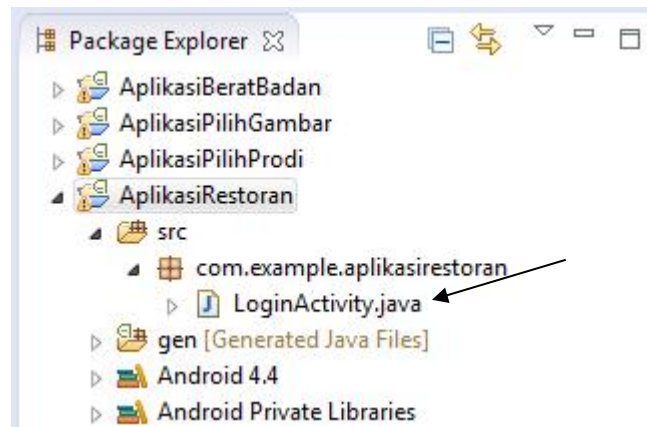 Package Explorer
AplikasiBeratBadan
AplikasiPilihGambar
AplikasiPilihProdi
AplikasiRestoran
src
com.example.aplikasirestoran
LoginActivity.java
gen [Generated Java Files]
Android 4.4
Android Private Libraries